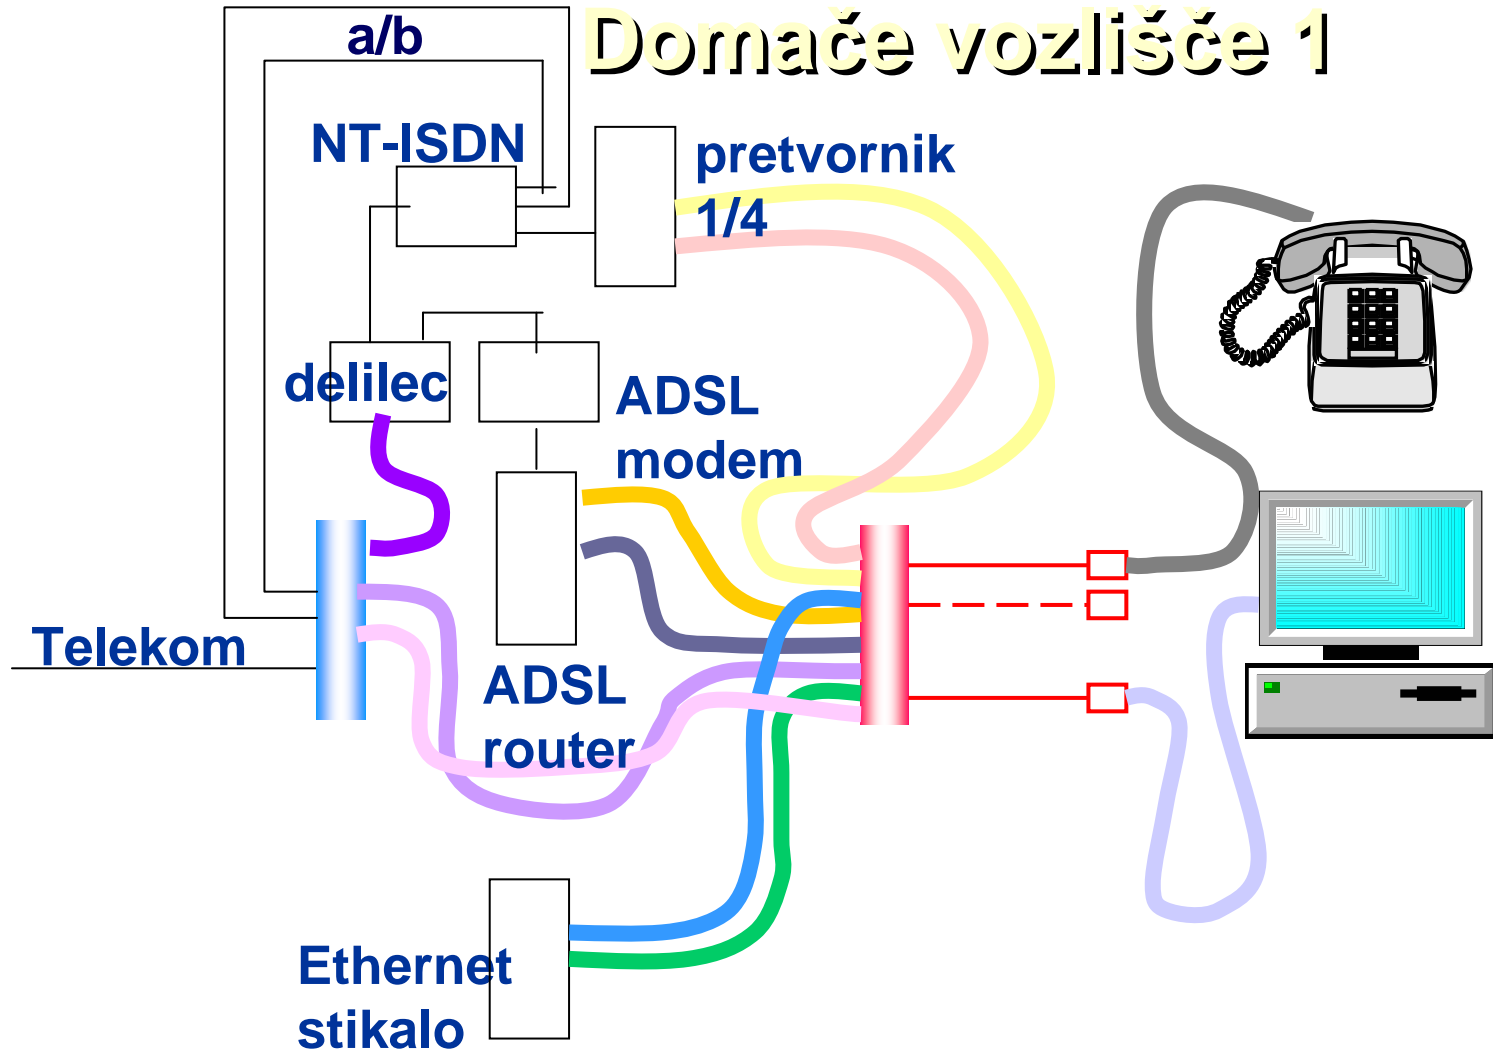 Domače vozlišče 1
a/b
NT-ISDN
pretvornik
1/4
delilec
ADSL
modem
Telekom
ADSL
router
Ethernet
stikalo